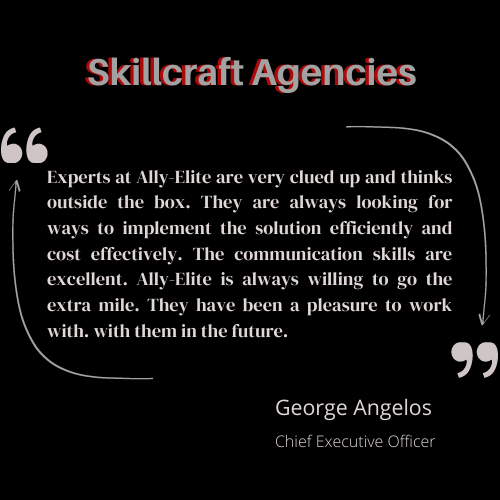 Skillcraft Agencies
“
Experts at Ally-Elite are very clued up and thinks
outside the box. They are always looking for
ways to implement the solution efficiently and
cost effectively. The communication skills are
excellent. Ally-Elite is always willing to go the
extra mile. They have been a pleasure to work
with. with them in the future.
”
George Angelos
Chief Executive Officer